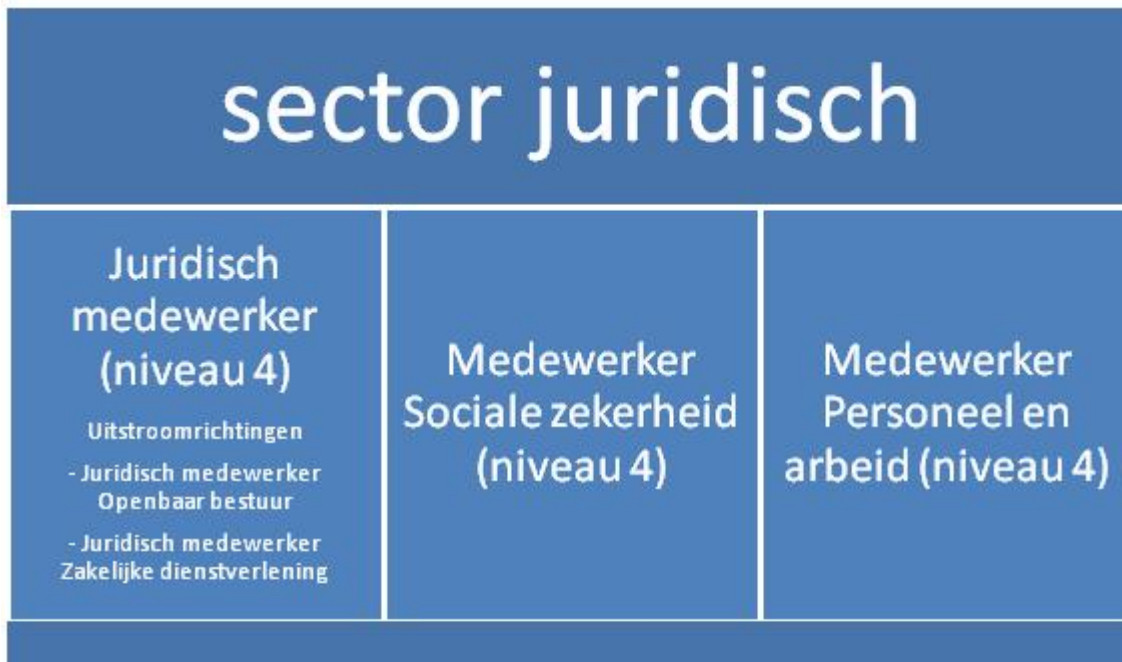 sector juridisch
Juridisch
medewerker
(niveau 4)
Uitstroomrichtingen
- Juridisch medewerker
Openbaar bestuur
- Juridisch medewerker
Zakelijke dienstverlening
Medewerker
Sociale zekerheid
(niveau 4)
Medewerker
Personeel en
arbeid (niveau 4)